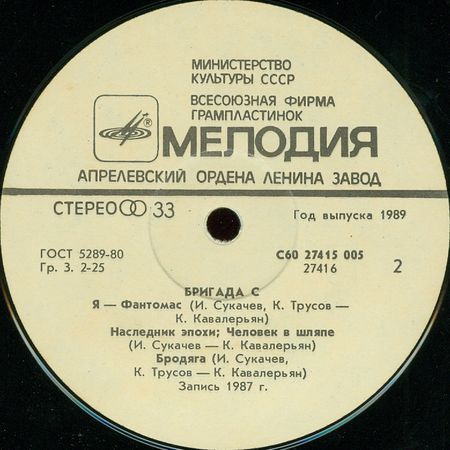 МИНИСТЕРСТВО
КУЛЬТУРЫ СССР
ВСЕСОЮЗНАЯ ФИРМА
ГРАМПЛАСТИНОК
® МЕЛОДИЯ
АПРЕЛЕВСКИЙ ОРДЕНА ЛЕНИНА ЗАВОД
СТЕРЕО 33
Год выпуска 1989
ГОСТ 5289-80
С60 27415 005
Гр. 3. 2-25
27416
2
БРИГАДА С
Я — Фантомас (И. Сукачев, К. Трусов —
К. Кавалерьян)
Наследник эпохи; Человек в шляпе
(И. Сукачев — К. Кавалерьян)
Бродяга (И. Сукачев,
К. Трусов — К. Кавалерьян)
Запись 1987 г.